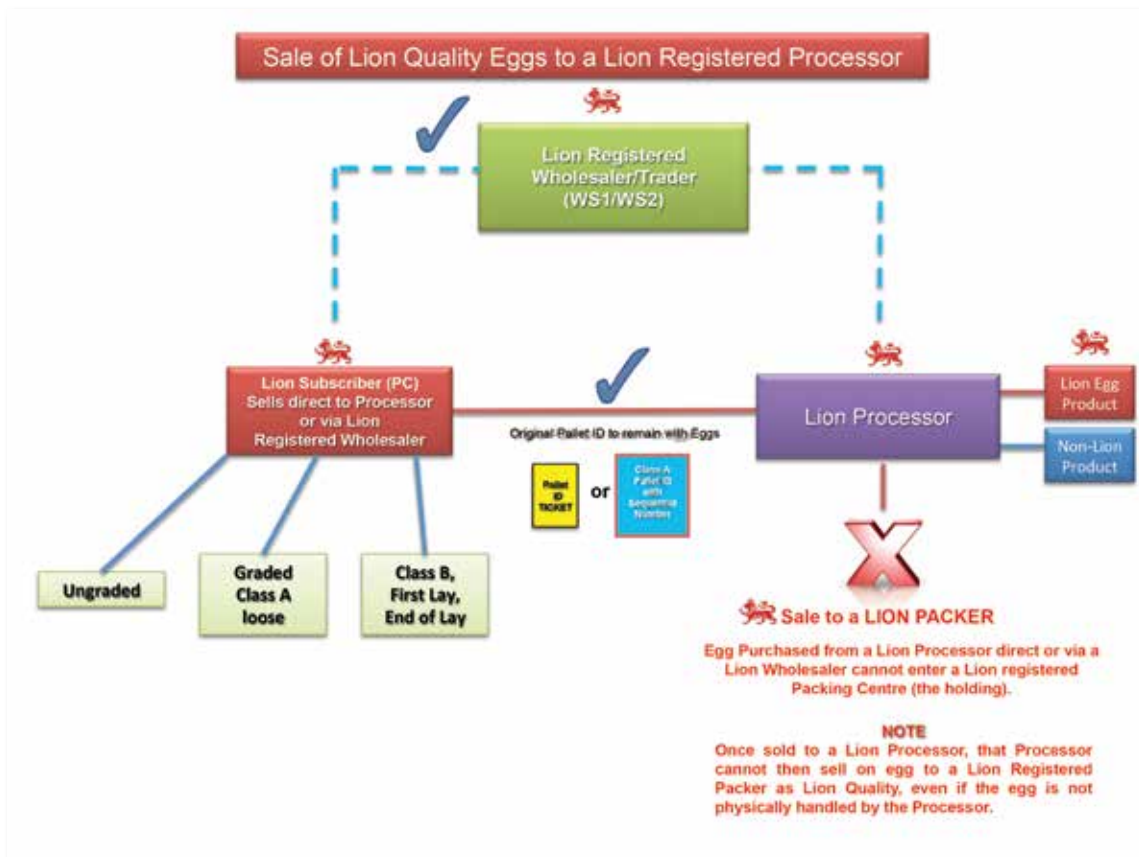 Sale of Lion Quality Eggs to a Lion Registered Processor
Lion Registered
Wholesaler/Trader
(WS1/WS2)
Lion Subscriber (PC)
Sells direct to Processor
or via Lion
Registered Wholesaler
Original Pallet ID to remain with Eggs
Pallet
ID
TICKET
or
Class A
Pallet ID
with
Sequential
Number
Lion Processor
Lion Egg
Product
Non-Lion
Product
Ungraded
Graded
Class A
loose
Class B,
First Lay,
End of Lay
X
Sale to a LION PACKER
Egg Purchased from a Lion Processor direct or via a
Lion Wholesaler cannot enter a Lion registered
Packing Centre (the holding).
NOTE
Once sold to a Lion Processor, that Processor
cannot then sell on egg to a Lion Registered
Packer as Lion Quality, even if the egg is not
physically handled by the Processor.